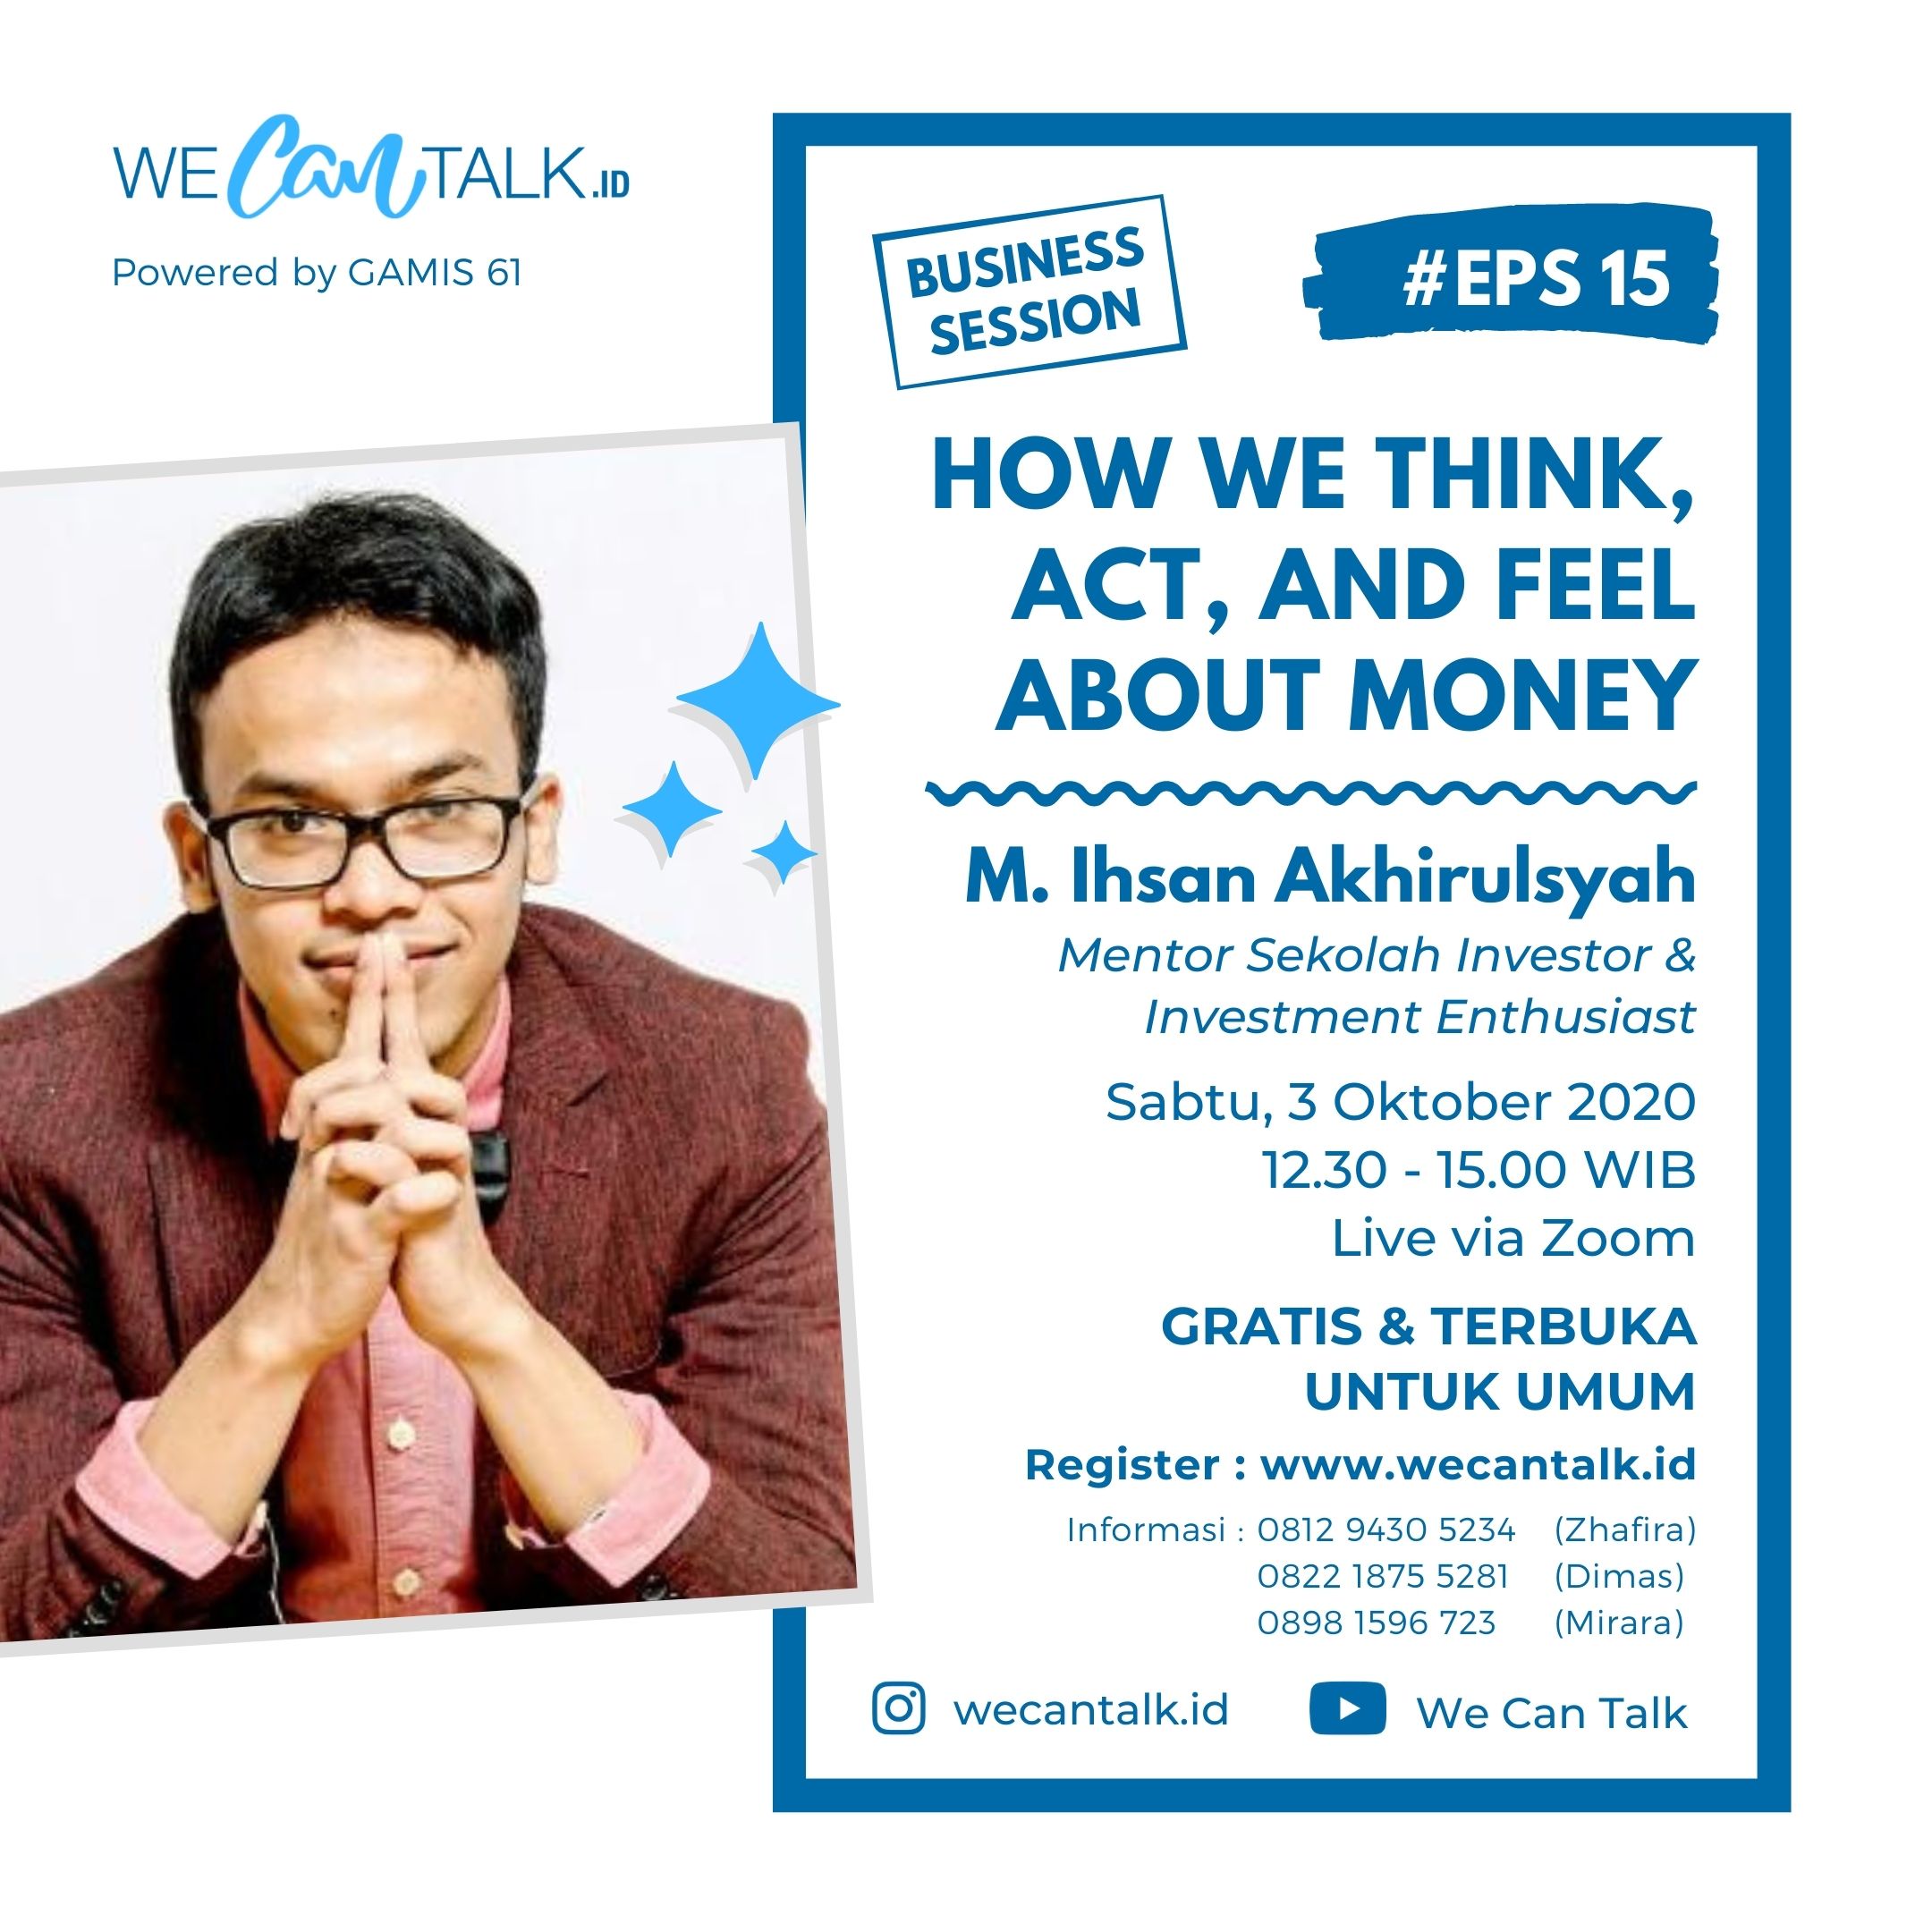 WE Can TALK.ID
Powered by GAMIS 61
BUSINESS
SESSION
#EPS 15
HOW WE THINK,
ACT, AND FEEL
ABOUT MONEY
M. Ihsan Akhirulsyah
Mentor Sekolah Investor &
Investment Enthusiast
Sabtu, 3 Oktober 2020
12.30 - 15.00 WIB
Live via Zoom
GRATIS & TERBUKA
UNTUK UMUM
Register : www.wecantalk.id
Informasi : 0812 9430 5234 (Zhafira)
0822 1875 5281 (Dimas)
0898 1596 723 (Mirara)
wecantalk.id We Can Talk